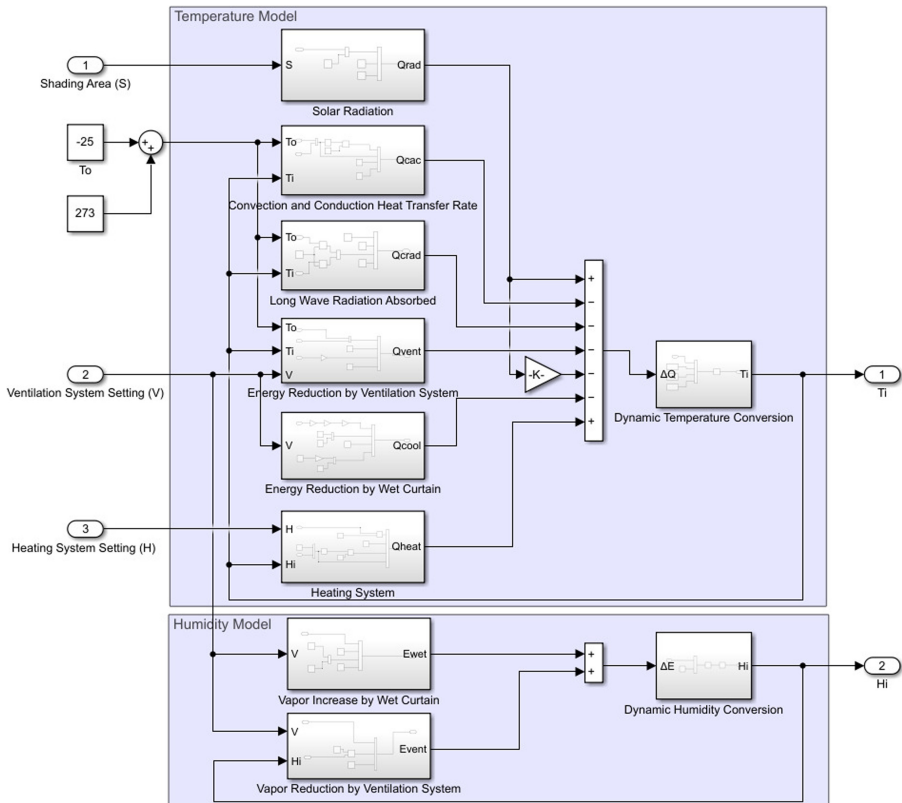 Temperature Model
1
Shading Area (S)
S
Qrad
Solar Radiation
-25
To
+
+
273
To
Ti
Qcac
Convection and Conduction Heat Transfer Rate
To
Ti
Qcrad
Long Wave Radiation Absorbed
To
Ti
V
Qvent
Energy Reduction by Ventilation System
2
Ventilation System Setting (V)
V
Qcool
Energy Reduction by Wet Curtain
3
Heating System Setting (H)
H
Hi
Qheat
Heating System
-K-
+
−
−
−
−
−
+
ΔQ
Ti
Dynamic Temperature Conversion
1
Ti
Humidity Model
V
Ewet
Vapor Increase by Wet Curtain
V
Hi
Event
Vapor Reduction by Ventilation System
+
+
ΔE
Hi
Dynamic Humidity Conversion
2
Hi